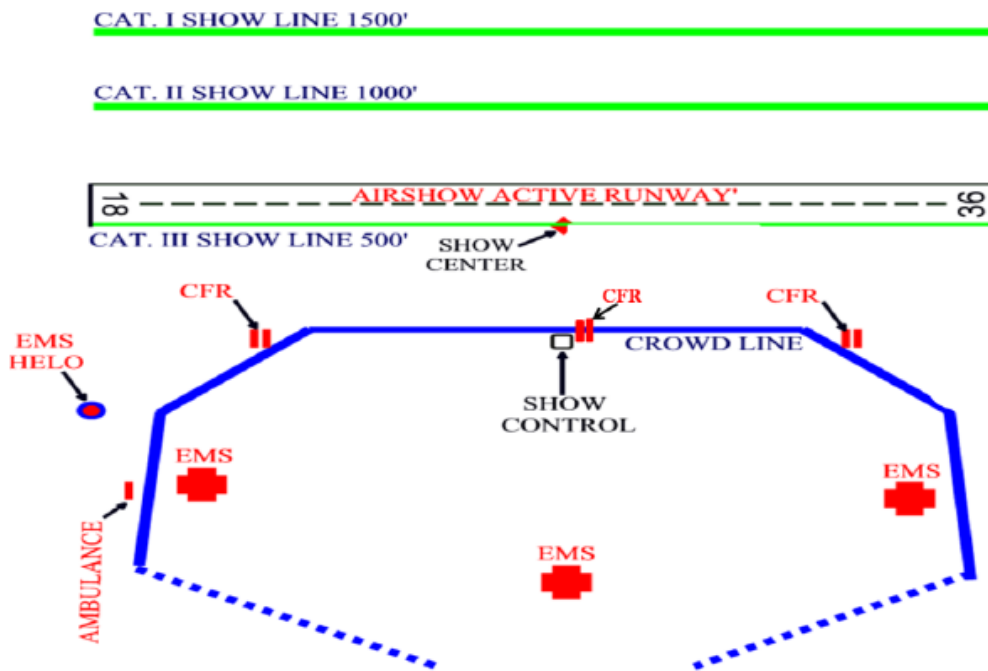 CAT. I SHOW LINE 1500'
CAT. II SHOW LINE 1000'
18
AIRSHOW ACTIVE RUNWAY'
36
CAT. III SHOW LINE 500'
SHOW
CENTER
CFR
CFR
CFR
EMS
HELO
CROWD LINE
SHOW
CONTROL
EMS
EMS
AMBULANCE
EMS